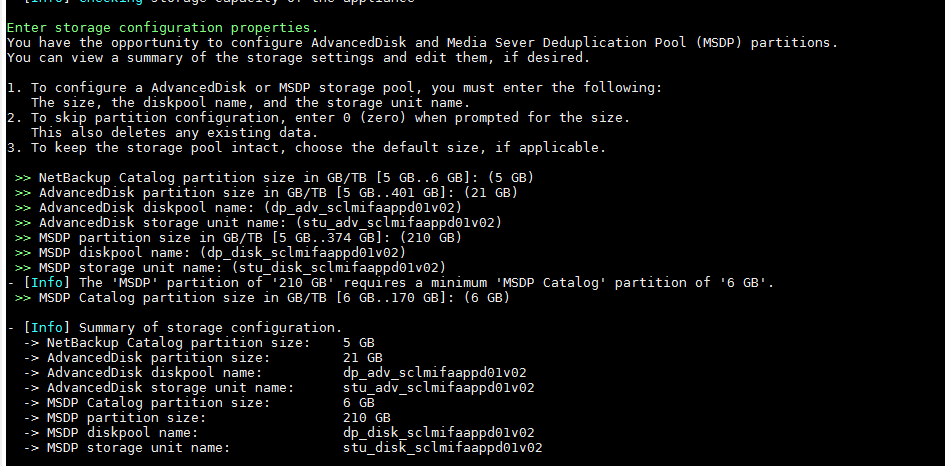 - [Info] checking storage capacity of the appliance
Enter storage configuration properties.
You have the opportunity to configure AdvancedDisk and Media Sever Deduplication Pool (MSDP) partitions.
You can view a summary of the storage settings and edit them, if desired.
1. To configure a AdvancedDisk or MSDP storage pool, you must enter the following:
The size, the diskpool name, and the storage unit name.
2. To skip partition configuration, enter 0 (zero) when prompted for the size.
This also deletes any existing data.
3. To keep the storage pool intact, choose the default size, if applicable.
>> NetBackup Catalog partition size in GB/TB [5 GB..6 GB]: (5 GB)
>> AdvancedDisk partition size in GB/TB [5 GB..401 GB]: (21 GB)
>> AdvancedDisk diskpool name: (dp_adv_sclmifaappd01v02)
>> AdvancedDisk storage unit name: (stu_adv_sclmifaappd01v02)
>> MSDP partition size in GB/TB [5 GB..374 GB]: (210 GB)
>> MSDP diskpool name: (dp_disk_sclmifaappd01v02)
>> MSDP storage unit name: (stu_disk_sclmifaappd01v02)
- [Info] The 'MSDP' partition of '210 GB' requires a minimum 'MSDP Catalog' partition of '6 GB'.
>> MSDP Catalog partition size in GB/TB [6 GB..170 GB]: (6 GB)
- [Info] Summary of storage configuration.
-> NetBackup Catalog partition size: 5 GB
-> AdvancedDisk partition size: 21 GB
-> AdvancedDisk diskpool name: dp_adv_sclmifaappd01v02
-> AdvancedDisk storage unit name: stu_adv_sclmifaappd01v02
-> MSDP Catalog partition size: 6 GB
-> MSDP partition size: 210 GB
-> MSDP diskpool name: dp_disk_sclmifaappd01v02
-> MSDP storage unit name: stu_disk_sclmifaappd01v02